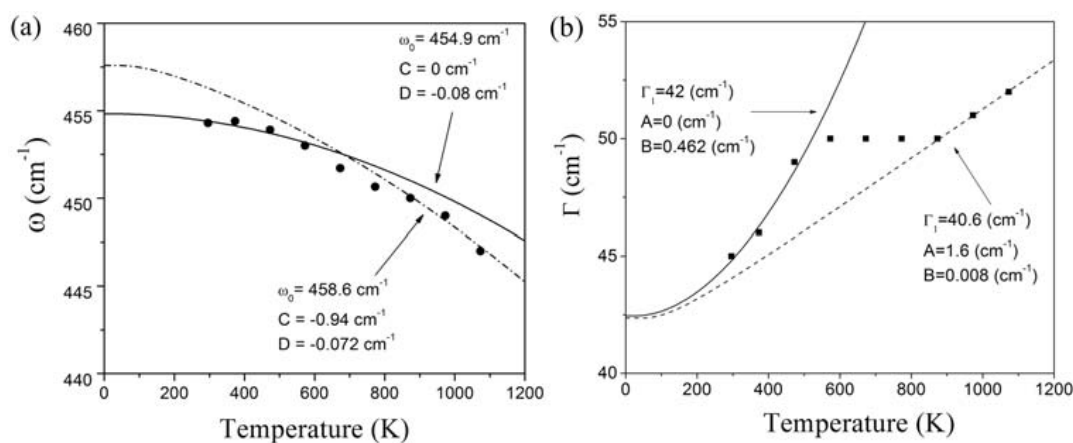 (a)
ω₀= 454.9 cm⁻¹
C = 0 cm⁻¹
D = -0.08 cm⁻¹
460
455
450
445
440
ω (cm⁻¹)
ω₀= 458.6 cm⁻¹
C = -0.94 cm⁻¹
D = -0.072 cm⁻¹
0 200 400 600 800 1000 1200
Temperature (K)
(b)
55
50
45
40
Γ (cm⁻¹)
Γₗ=42 (cm⁻¹)
A=0 (cm⁻¹)
B=0.462 (cm⁻¹)
Γₗ=40.6 (cm⁻¹)
A=1.6 (cm⁻¹)
B=0.008 (cm⁻¹)
0 200 400 600 800 1000 1200
Temperature (K)